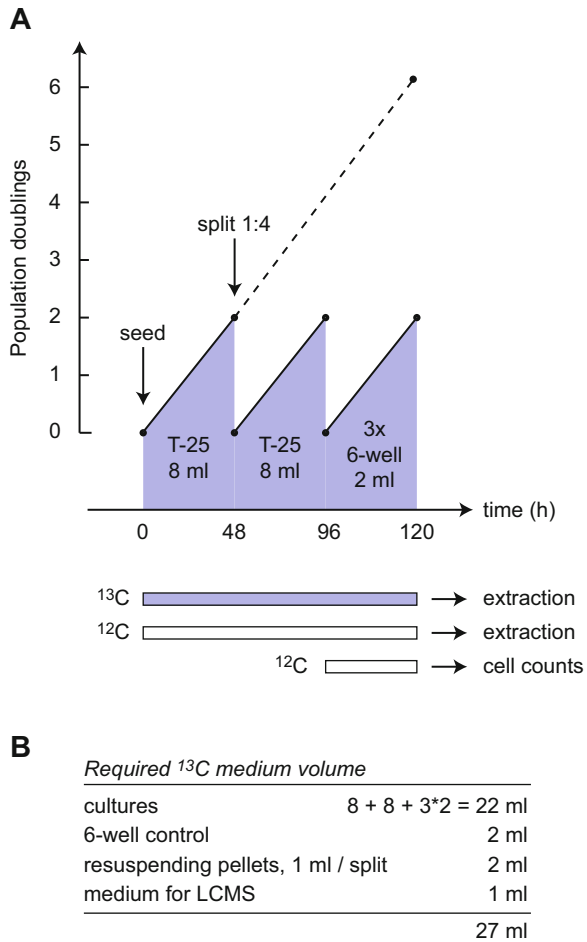 A
Population doublings
6
5
4
3
2
1
0
seed
split 1:4
T-25
8 ml
T-25
8 ml
3x
6-well
2 ml
0 48 96 120
time (h)
¹³C extraction
¹²C extraction
¹²C cell counts
B
Required ¹³C medium volume
cultures 8 + 8 + 3*2 = 22 ml
6-well control 2 ml
resuspending pellets, 1 ml / split 2 ml
medium for LCMS 1 ml
27 ml